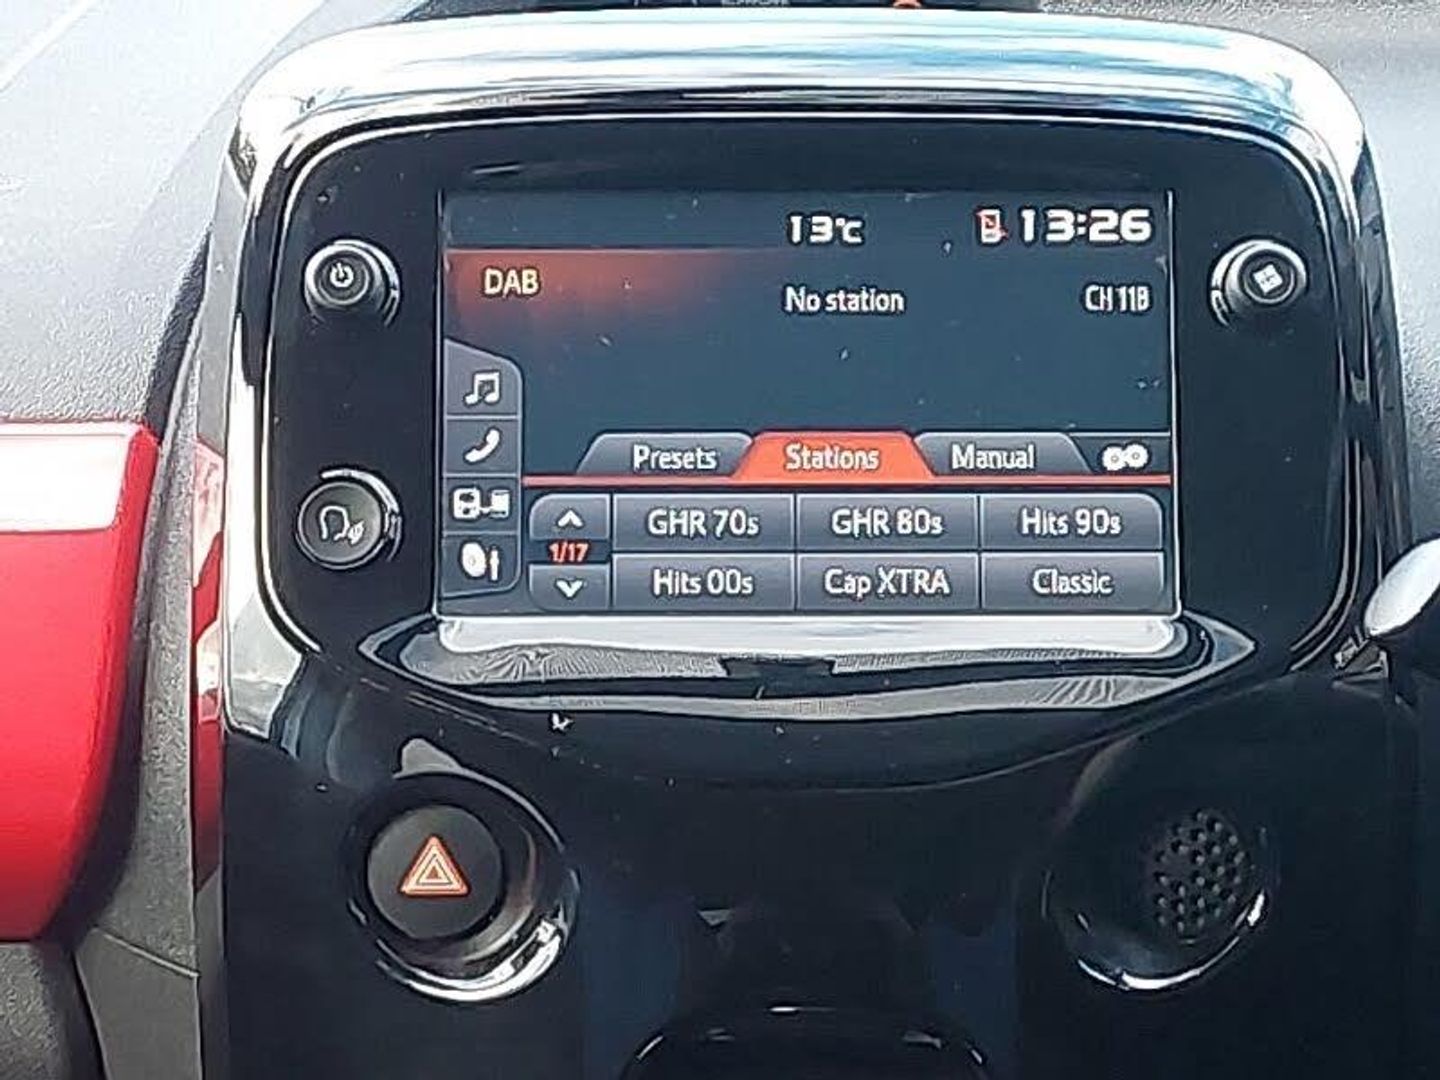 13°C 13:26
DAB
No station CH 11B
Presets Stations Manual
GHR 70s GHR 80s Hits 90s
1/17
Hits 00s Cap XTRA Classic